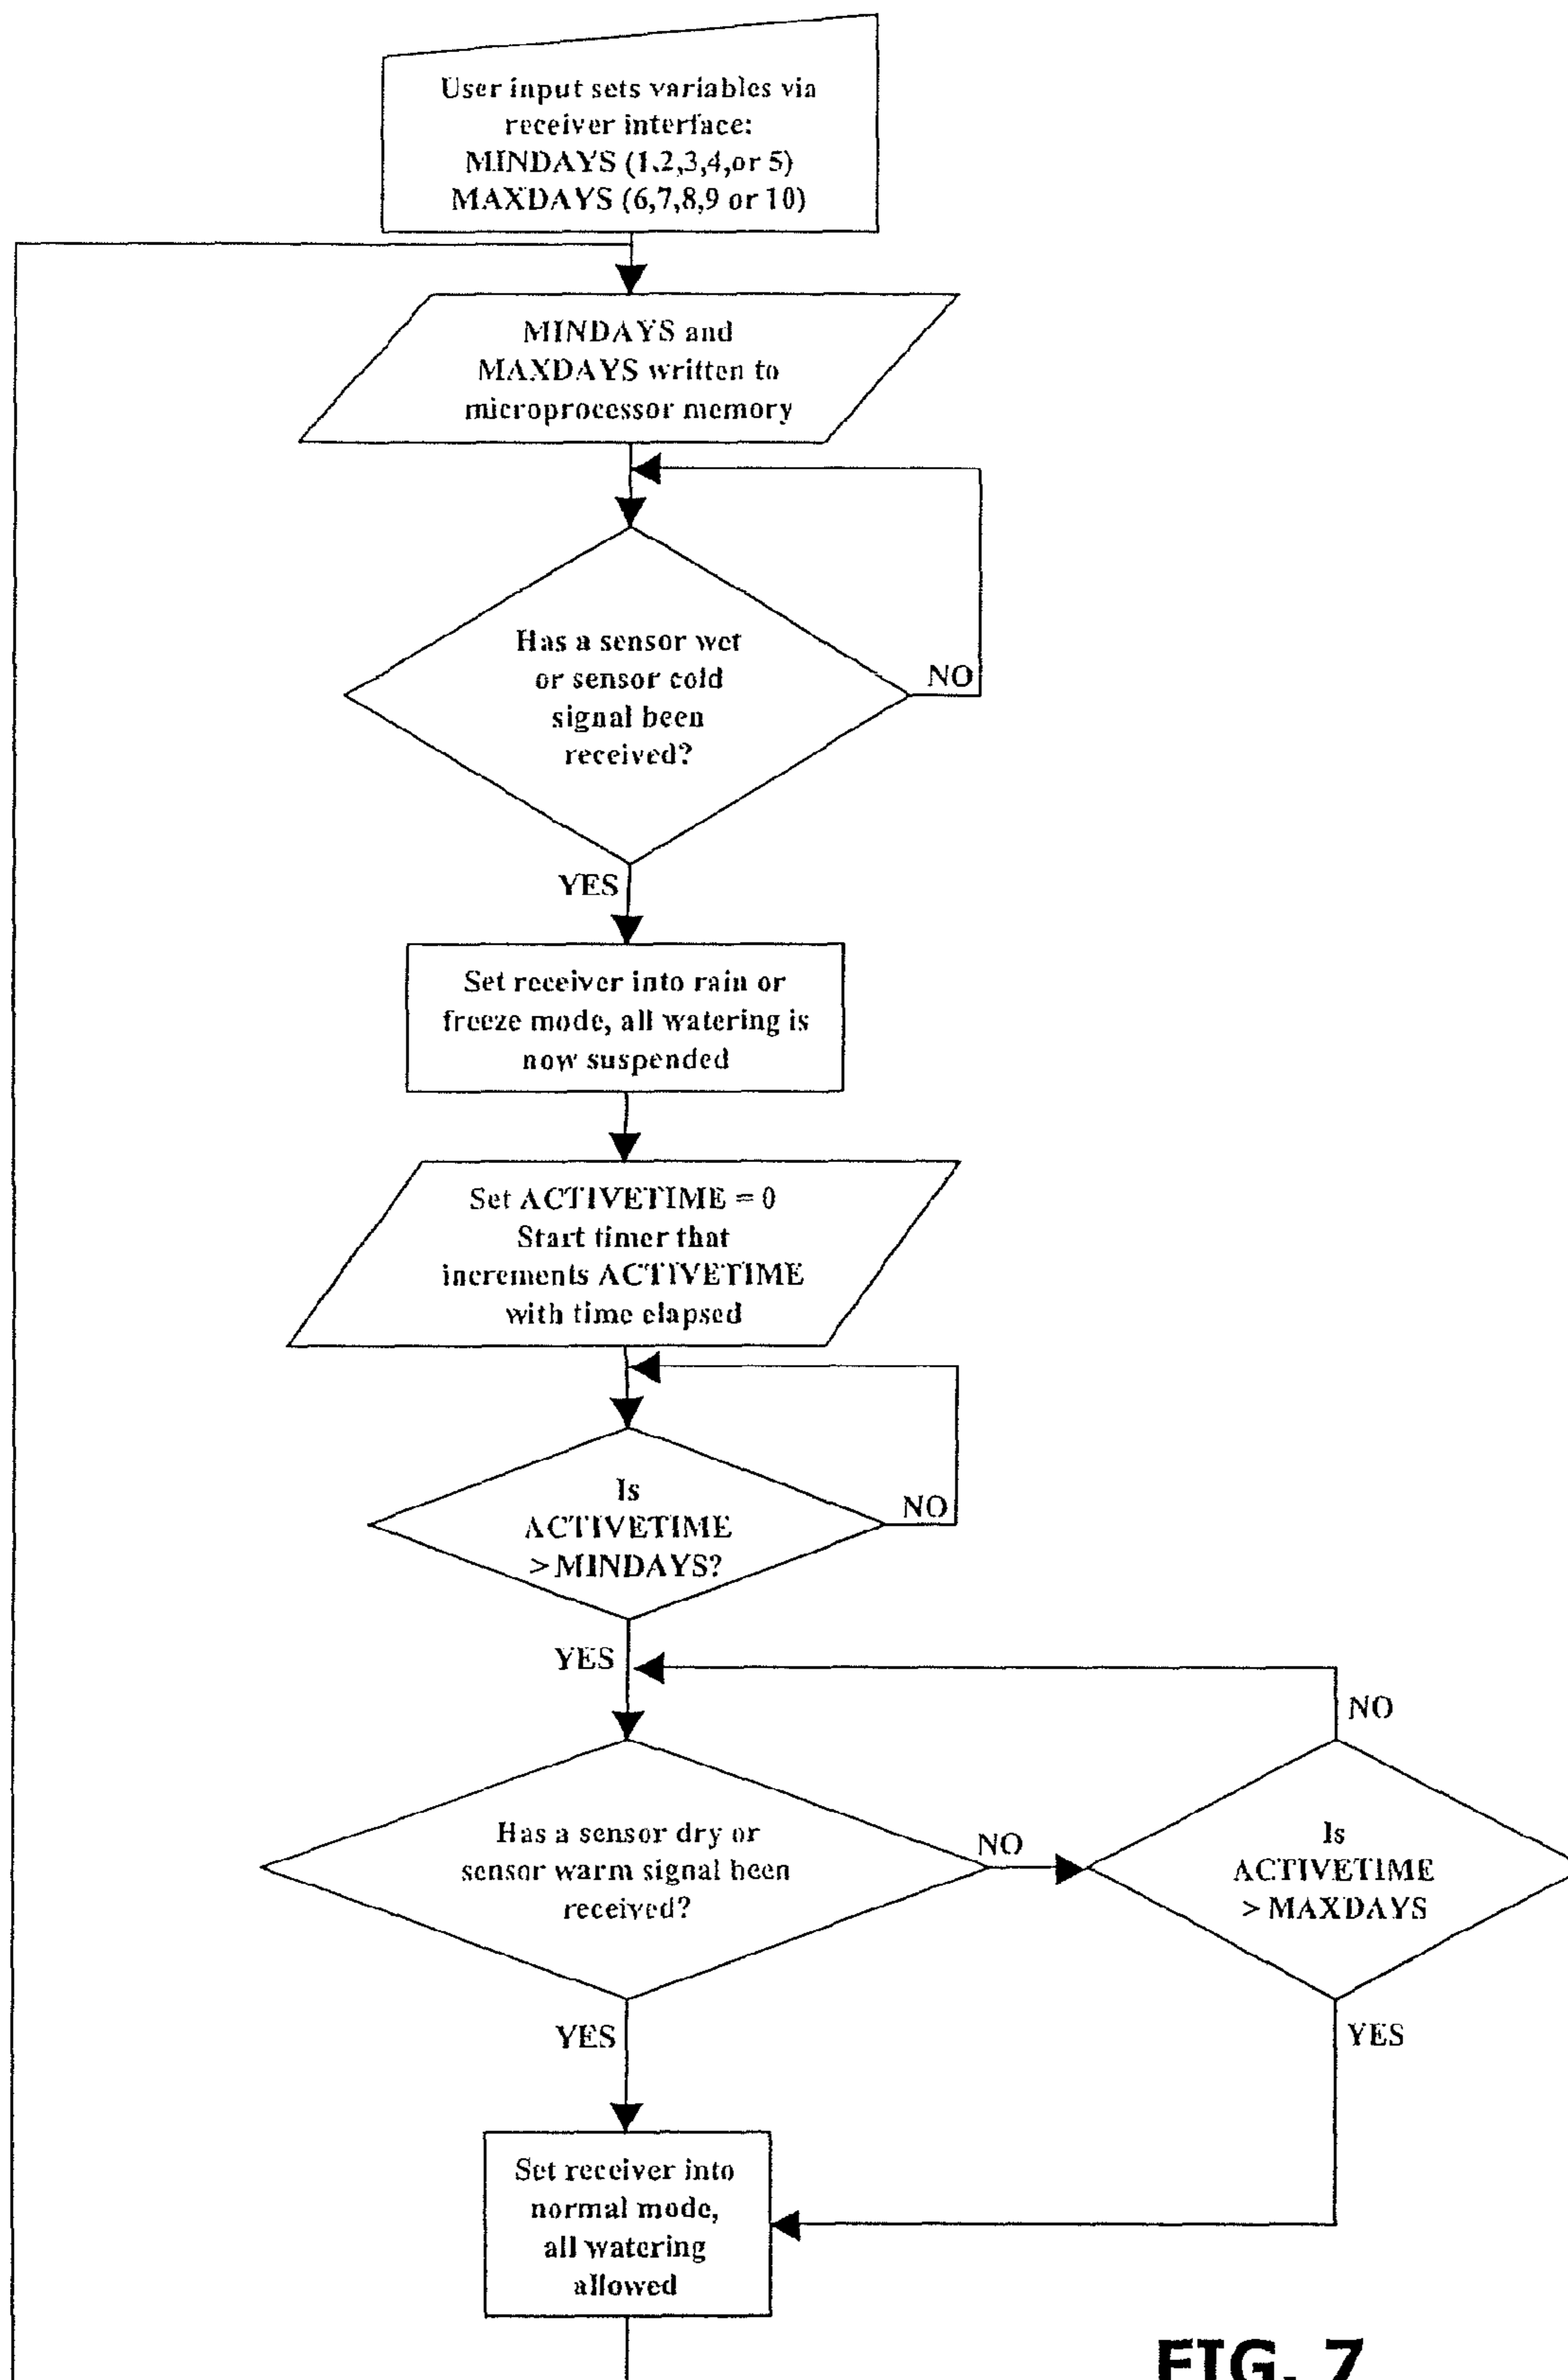 User input sets variables via
receiver interface:
MINDAYS (1,2,3,4,or 5)
MAXDAYS (6,7,8,9 or 10)
MINDAYS and
MAXDAYS written to
microprocessor memory
Has a sensor wet
or sensor cold
signal been
received?
NO
YES
Set receiver into rain or
freeze mode, all watering is
now suspended
Set ACTIVETIME = 0
Start timer that
increments ACTIVETIME
with time elapsed
Is
ACTIVETIME
> MINDAYS?
NO
YES
NO
Has a sensor dry or
sensor warm signal been
received?
NO
Is
ACTIVETIME
> MAXDAYS
YES
YES
Set receiver into
normal mode,
all watering
allowed
FIG. 7